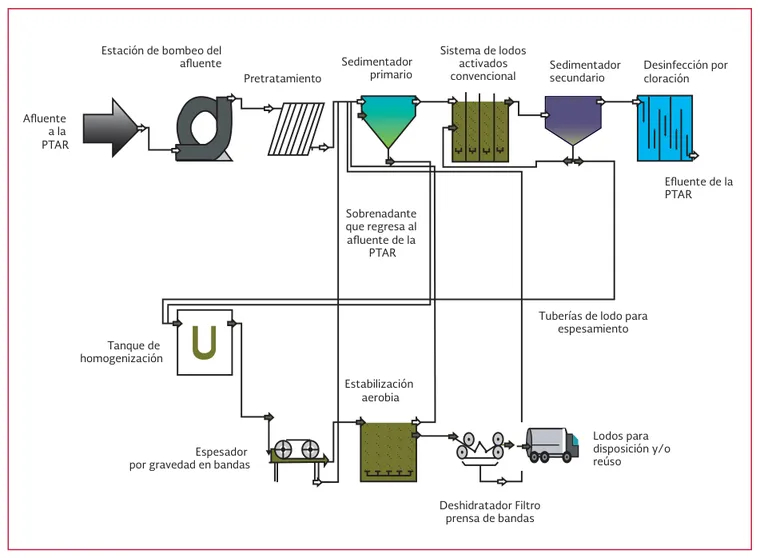 Estación de bombeo del
afluente
Pretratamiento
Sedimentador
primario
Sistema de lodos
activados
convencional
Sedimentador
secundario
Desinfección por
cloración
Afluente
a la
PTAR
Efluente de la
PTAR
Sobrenadante
que regresa al
afluente de la
PTAR
Tuberías de lodo para
espesamiento
Tanque de
homogenización
Estabilización
aerobia
Espesador
por gravedad en bandas
Lodos para
disposición y/o
reúso
Deshidratador Filtro
prensa de bandas